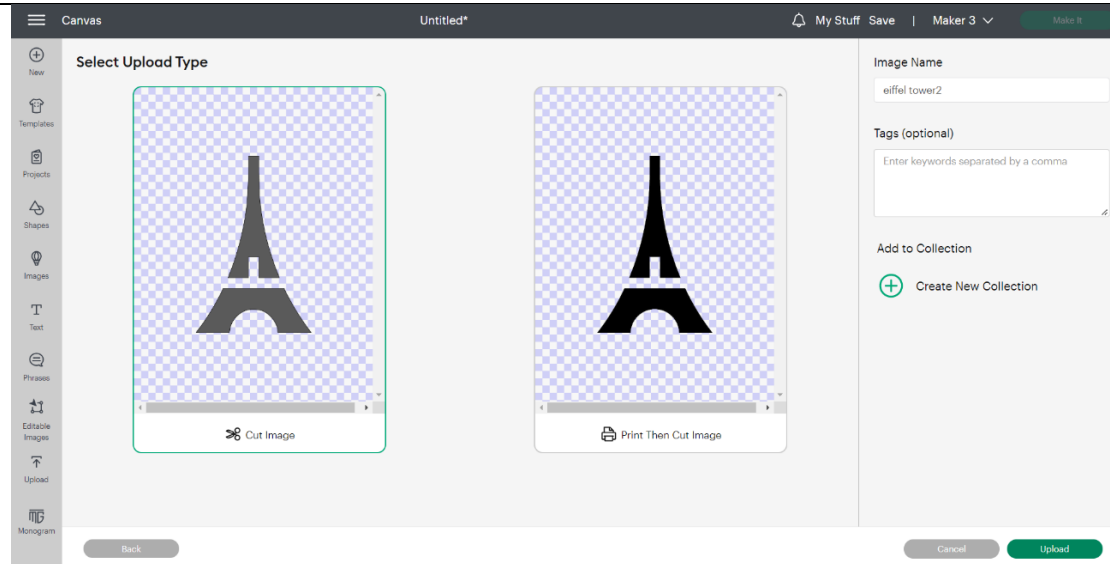 Canvas
Untitled*
My Stuff
Save
|
Maker 3
Make It
New
Templates
Projects
Shapes
Images
Text
Phrases
Editable
Images
Upload
Monogram
Select Upload Type
Cut Image
Print Then Cut Image
Image Name
eiffel tower2
Tags (optional)
Enter keywords separated by a comma
Add to Collection
Create New Collection
Back
Cancel
Upload